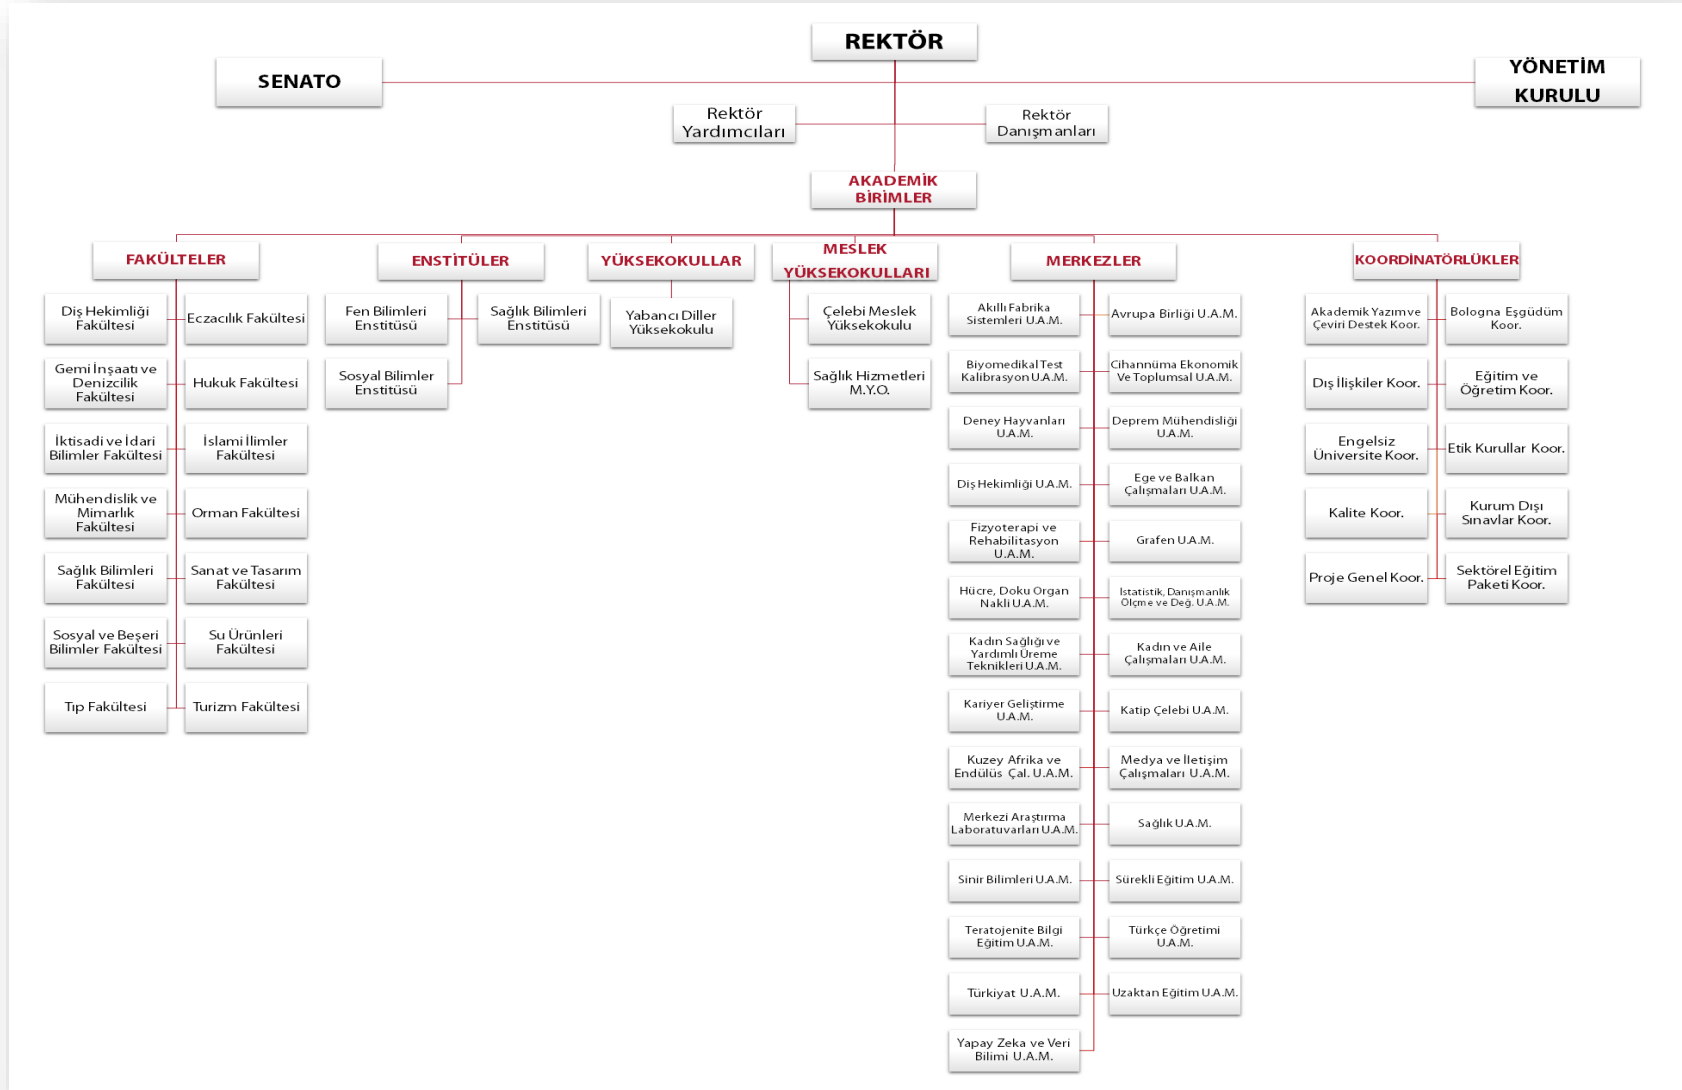 REKTÖR
SENATO
YÖNETİM
KURULU
Rektör
Yardımcıları
Rektör
Danışmanları
AKADEMİK
BİRİMLER
FAKÜLTELER
Diş Hekimliği
Fakültesi
Eczacılık Fakültesi
Gemi İnşaatı ve
Denizcilik
Fakültesi
Hukuk Fakültesi
İktisadi ve İdari
Bilimler Fakültesi
İslami İlimler
Fakültesi
Mühendislik ve
Mimarlık
Fakültesi
Orman Fakültesi
Sağlık Bilimleri
Fakültesi
Sanat ve Tasarım
Fakültesi
Sosyal ve Beşeri
Bilimler Fakültesi
Su Ürünleri
Fakültesi
Tıp Fakültesi
Turizm Fakültesi
ENSTİTÜLER
Fen Bilimleri
Enstitüsü
Sağlık Bilimleri
Enstitüsü
Sosyal Bilimler
Enstitüsü
YÜKSEKOKULLAR
Yabancı Diller
Yüksekokulu
MESLEK
YÜKSEKOKULLARI
Çelebi Meslek
Yüksekokulu
Sağlık Hizmetleri
M.Y.O.
MERKEZLER
Akıllı Fabrika
Sistemleri U.A.M.
Avrupa Birliği U.A.M.
Biyomedikal Test
Kalibrasyon U.A.M.
Cihannüma Ekonomik
Ve Toplumsal U.A.M.
Deney Hayvanları
U.A.M.
Deprem Mühendisliği
U.A.M.
Diş Hekimliği U.A.M.
Ege ve Balkan
Çalışmaları U.A.M.
Fizyoterapi ve
Rehabilitasyon
U.A.M.
Grafen U.A.M.
Hücre, Doku Organ
Nakli U.A.M.
İstatistik, Danışmanlık
Ölçme ve Değ. U.A.M.
Kadın Sağlığı ve
Yardımlı Üreme
Teknikleri U.A.M.
Kadın ve Aile
Çalışmaları U.A.M.
Kariyer Geliştirme
U.A.M.
Katip Çelebi U.A.M.
Kuzey Afrika ve
Endülüs Çal. U.A.M.
Medya ve İletişim
Çalışmaları U.A.M.
Merkezi Araştırma
Laboratuvarları U.A.M.
Sağlık U.A.M.
Sinir Bilimleri U.A.M.
Sürekli Eğitim U.A.M.
Teratojenite Bilgi
Eğitim U.A.M.
Türkçe Öğretimi
U.A.M.
Türkiyat U.A.M.
Uzaktan Eğitim U.A.M.
Yapay Zeka ve Veri
Bilimi U.A.M.
KOORDİNATÖRLÜKLER
Akademik Yazım ve
Çeviri Destek Koor.
Bologna Eşgüdüm
Koor.
Dış İlişkiler Koor.
Eğitim ve
Öğretim Koor.
Engelsiz
Üniversite Koor.
Etik Kurullar Koor.
Kalite Koor.
Kurum Dışı
Sınavlar Koor.
Proje Genel Koor.
Sektörel Eğitim
Paketi Koor.